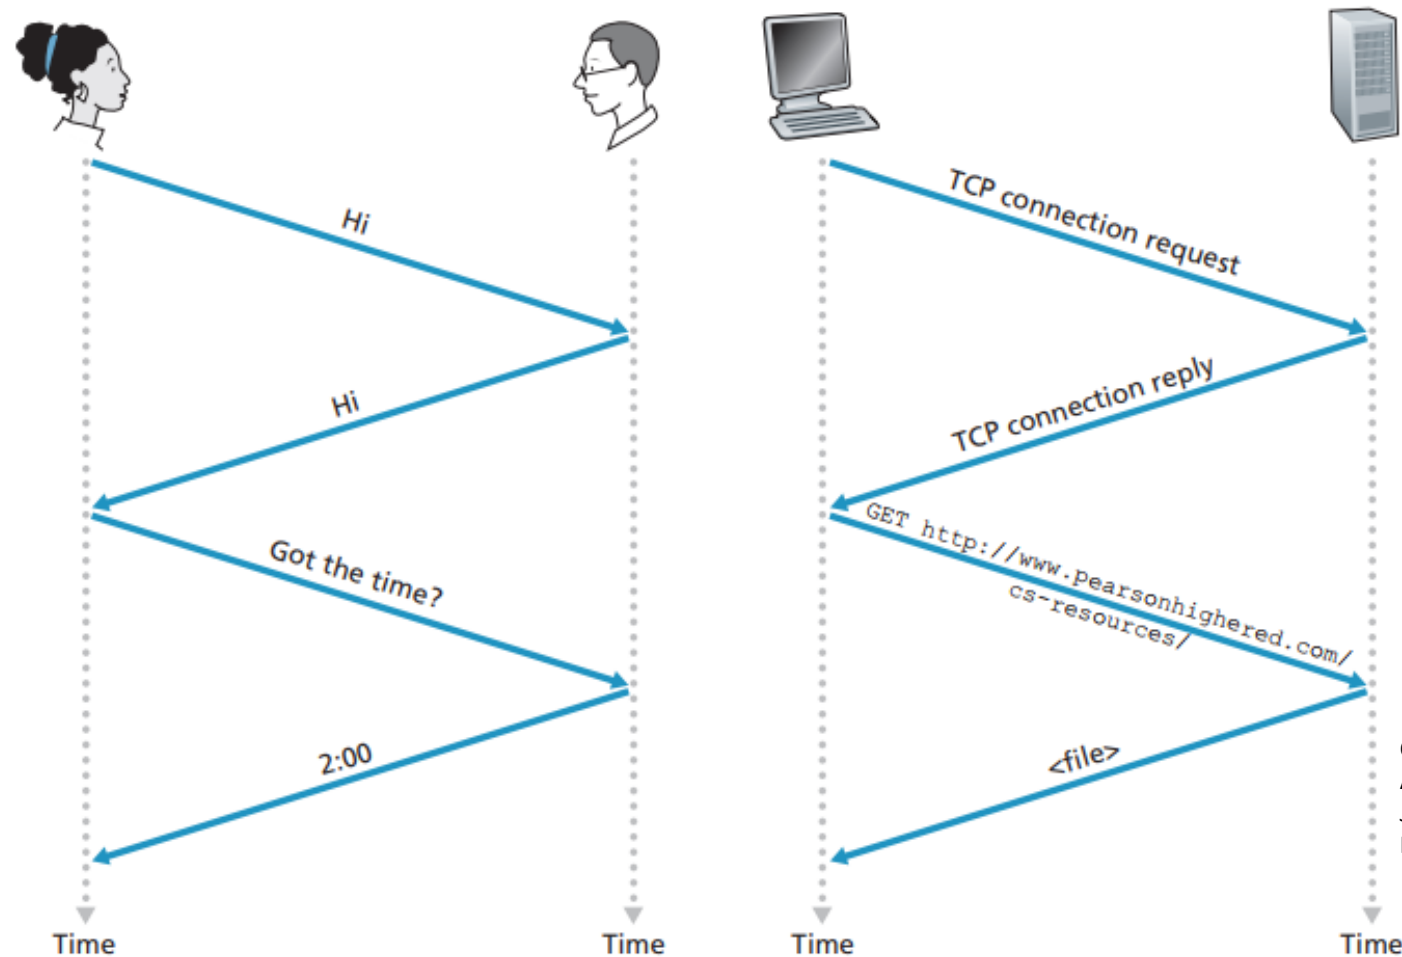 Hi
Hi
Got the time?
2:00
Time
Time
TCP connection request
TCP connection reply
GET http://www.pearsonhighered.com/
cs-resources/
<file>
Time
Time